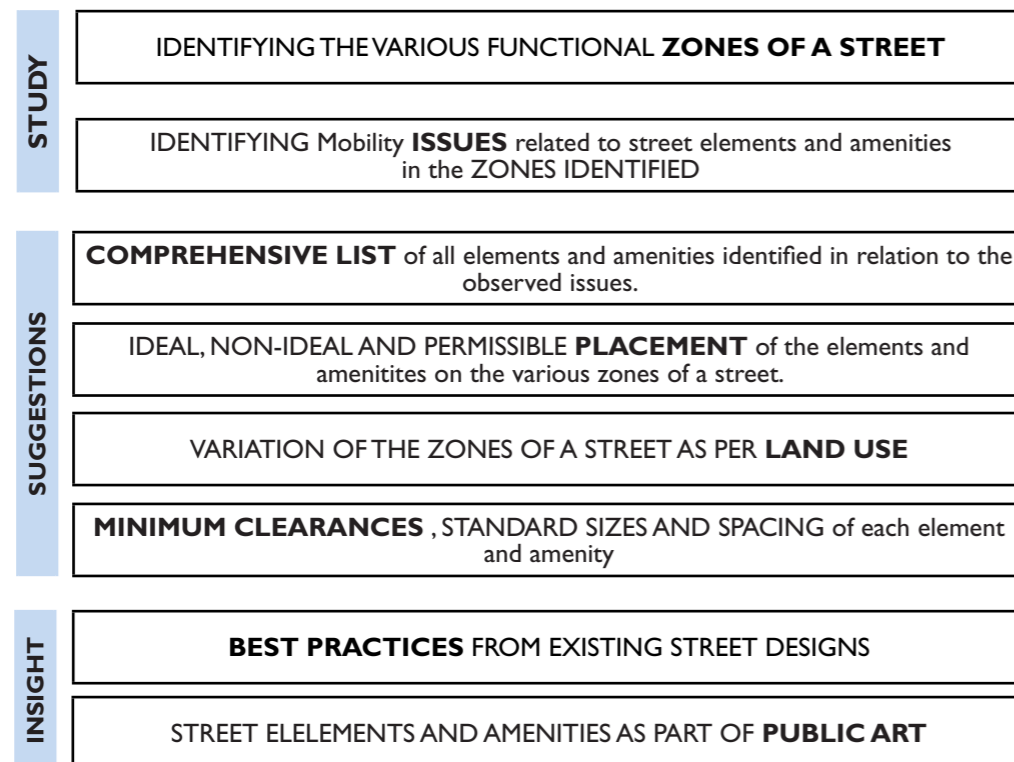 STUDY
IDENTIFYING THE VARIOUS FUNCTIONAL ZONES OF A STREET
IDENTIFYING Mobility ISSUES related to street elements and amenities
in the ZONES IDENTIFIED
SUGGESTIONS
COMPREHENSIVE LIST of all elements and amenities identified in relation to the
observed issues.
IDEAL, NON-IDEAL AND PERMISSIBLE PLACEMENT of the elements and
amenitites on the various zones of a street.
VARIATION OF THE ZONES OF A STREET AS PER LAND USE
MINIMUM CLEARANCES , STANDARD SIZES AND SPACING of each element
and amenity
INSIGHT
BEST PRACTICES FROM EXISTING STREET DESIGNS
STREET ELELEMENTS AND AMENITIES AS PART OF PUBLIC ART